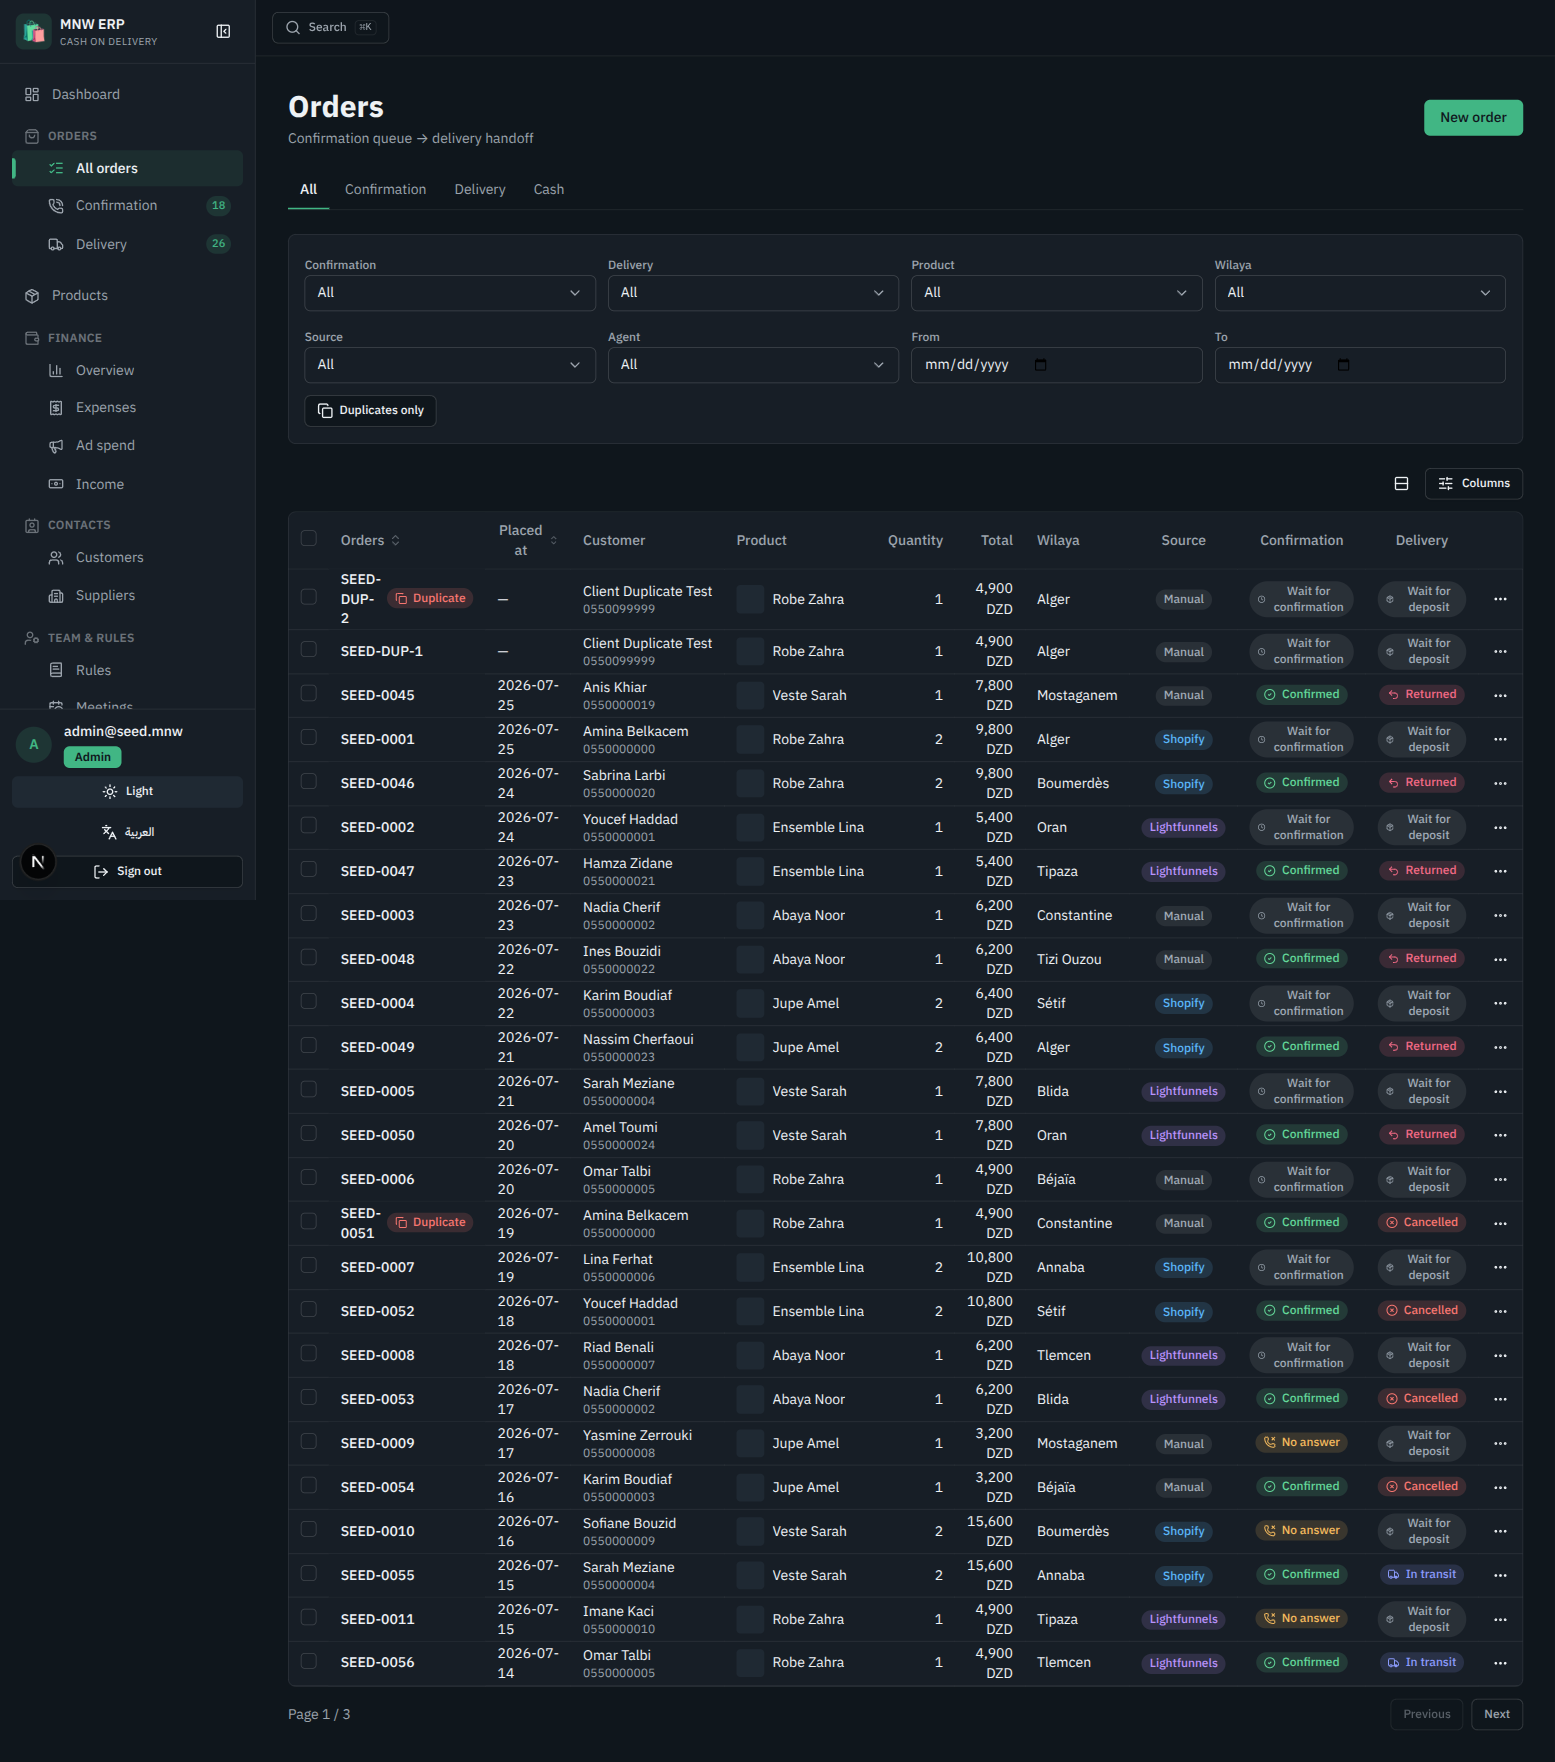 MNW ERP
CASH ON DELIVERY
Search ⌘K
Dashboard
ORDERS
All orders
Confirmation 18
Delivery 26
Products
FINANCE
Overview
Expenses
Ad spend
Income
CONTACTS
Customers
Suppliers
TEAM & RULES
Rules
Meetings
A
admin@seed.mnw
Admin
Light
العربية
N
Sign out
Orders
Confirmation queue → delivery handoff
New order
All Confirmation Delivery Cash
Confirmation Delivery Product Wilaya
All All All All
Source Agent From To
All All mm/dd/yyyy mm/dd/yyyy
Duplicates only
Columns
Orders Placed at Customer Product Quantity Total Wilaya Source Confirmation Delivery
SEED-DUP-2 Duplicate — Client Duplicate Test 0550099999 Robe Zahra 1 4,900 DZD Alger Manual Wait for confirmation Wait for deposit
SEED-DUP-1 — Client Duplicate Test 0550099999 Robe Zahra 1 4,900 DZD Alger Manual Wait for confirmation Wait for deposit
SEED-0045 2026-07-25 Anis Khiar 0550000019 Veste Sarah 1 7,800 DZD Mostaganem Manual Confirmed Returned
SEED-0001 2026-07-25 Amina Belkacem 0550000000 Robe Zahra 2 9,800 DZD Alger Shopify Wait for confirmation Wait for deposit
SEED-0046 2026-07-24 Sabrina Larbi 0550000020 Robe Zahra 2 9,800 DZD Boumerdès Shopify Confirmed Returned
SEED-0002 2026-07-24 Youcef Haddad 0550000001 Ensemble Lina 1 5,400 DZD Oran Lightfunnels Wait for confirmation Wait for deposit
SEED-0047 2026-07-23 Hamza Zidane 0550000021 Ensemble Lina 1 5,400 DZD Tipaza Lightfunnels Confirmed Returned
SEED-0003 2026-07-23 Nadia Cherif 0550000002 Abaya Noor 1 6,200 DZD Constantine Manual Wait for confirmation Wait for deposit
SEED-0048 2026-07-22 Ines Bouzidi 0550000022 Abaya Noor 1 6,200 DZD Tizi Ouzou Manual Confirmed Returned
SEED-0004 2026-07-22 Karim Boudiaf 0550000003 Jupe Amel 2 6,400 DZD Sétif Shopify Wait for confirmation Wait for deposit
SEED-0049 2026-07-21 Nassim Cherfaoui 0550000023 Jupe Amel 2 6,400 DZD Alger Shopify Confirmed Returned
SEED-0005 2026-07-21 Sarah Meziane 0550000004 Veste Sarah 1 7,800 DZD Blida Lightfunnels Wait for confirmation Wait for deposit
SEED-0050 2026-07-20 Amel Toumi 0550000024 Veste Sarah 1 7,800 DZD Oran Lightfunnels Confirmed Returned
SEED-0006 2026-07-20 Omar Talbi 0550000005 Robe Zahra 1 4,900 DZD Béjaïa Manual Wait for confirmation Wait for deposit
SEED-0051 Duplicate 2026-07-19 Amina Belkacem 0550000000 Robe Zahra 1 4,900 DZD Constantine Manual Confirmed Cancelled
SEED-0007 2026-07-19 Lina Ferhat 0550000006 Ensemble Lina 2 10,800 DZD Annaba Shopify Wait for confirmation Wait for deposit
SEED-0052 2026-07-18 Youcef Haddad 0550000001 Ensemble Lina 2 10,800 DZD Sétif Shopify Confirmed Cancelled
SEED-0008 2026-07-18 Riad Benali 0550000007 Abaya Noor 1 6,200 DZD Tlemcen Lightfunnels Wait for confirmation Wait for deposit
SEED-0053 2026-07-17 Nadia Cherif 0550000002 Abaya Noor 1 6,200 DZD Blida Lightfunnels Confirmed Cancelled
SEED-0009 2026-07-17 Yasmine Zerrouki 0550000008 Jupe Amel 1 3,200 DZD Mostaganem Manual No answer Wait for deposit
SEED-0054 2026-07-16 Karim Boudiaf 0550000003 Jupe Amel 1 3,200 DZD Béjaïa Manual Confirmed Cancelled
SEED-0010 2026-07-16 Sofiane Bouzid 0550000009 Veste Sarah 2 15,600 DZD Boumerdès Shopify No answer Wait for deposit
SEED-0055 2026-07-15 Sarah Meziane 0550000004 Veste Sarah 2 15,600 DZD Annaba Shopify Confirmed In transit
SEED-0011 2026-07-15 Imane Kaci 0550000010 Robe Zahra 1 4,900 DZD Tipaza Lightfunnels No answer Wait for deposit
SEED-0056 2026-07-14 Omar Talbi 0550000005 Robe Zahra 1 4,900 DZD Tlemcen Lightfunnels Confirmed In transit
Page 1 / 3
Previous Next